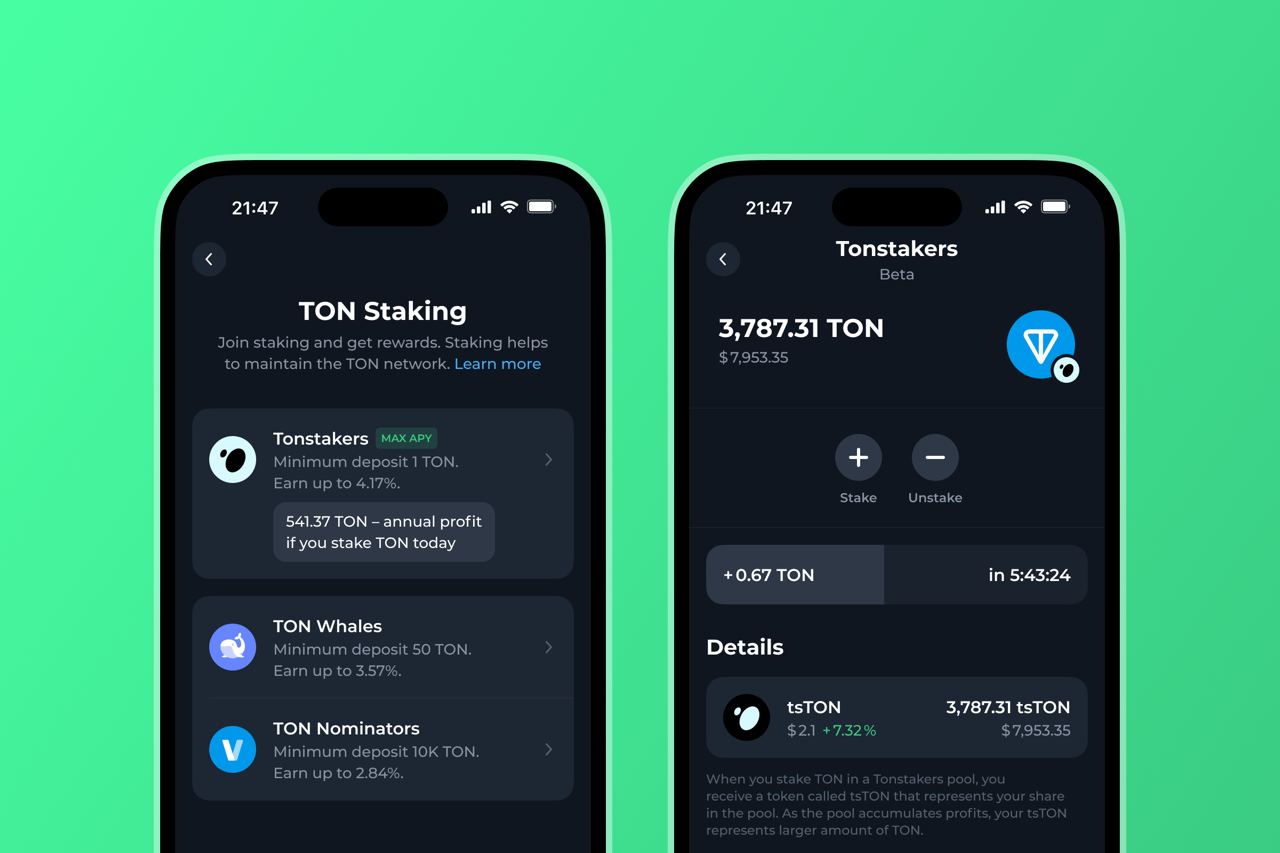 21:47
TON Staking
Join staking and get rewards. Staking helps
to maintain the TON network. Learn more
Tonstakers MAX APY
Minimum deposit 1 TON.
Earn up to 4.17%.
541.37 TON – annual profit
if you stake TON today
TON Whales
Minimum deposit 50 TON.
Earn up to 3.57%.
TON Nominators
Minimum deposit 10K TON.
Earn up to 2.84%.
21:47
Tonstakers
Beta
3,787.31 TON
$7,953.35
Stake Unstake
+0.67 TON in 5:43:24
Details
tsTON 3,787.31 tsTON
$2.1 +7.32% $7,953.35
When you stake TON in a Tonstakers pool, you
receive a token called tsTON that represents your share
in the pool. As the pool accumulates profits, your tsTON
represents larger amount of TON.